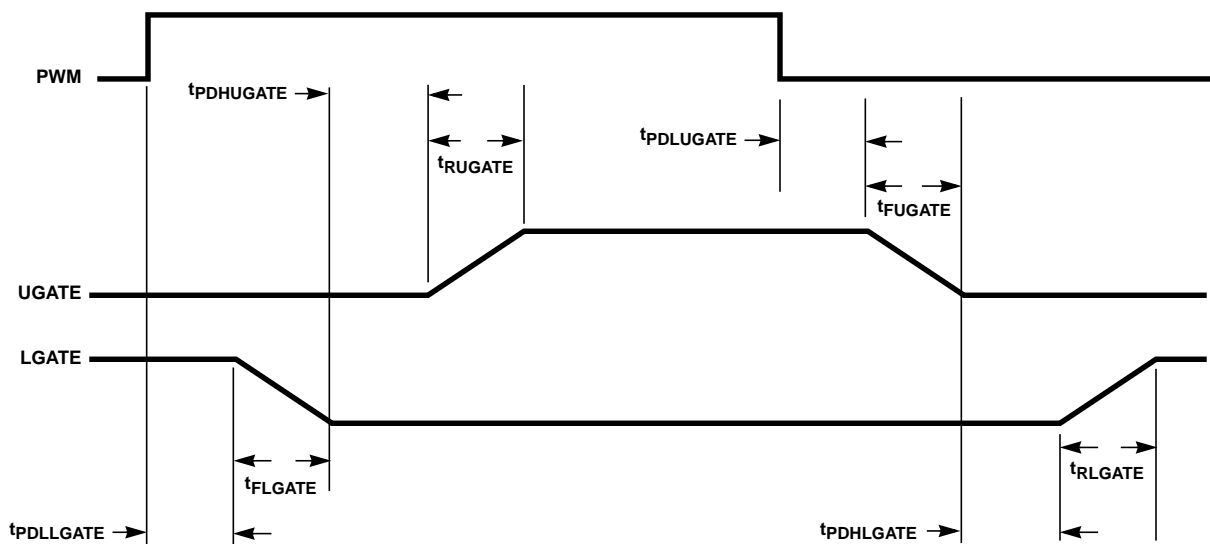 PWM
tPDHUGATE
tRUGATE
tPDLUGATE
tFUGATE
UGATE
LGATE
tFLGATE
tRLGATE
tPDLLGATE
tPDHLGATE